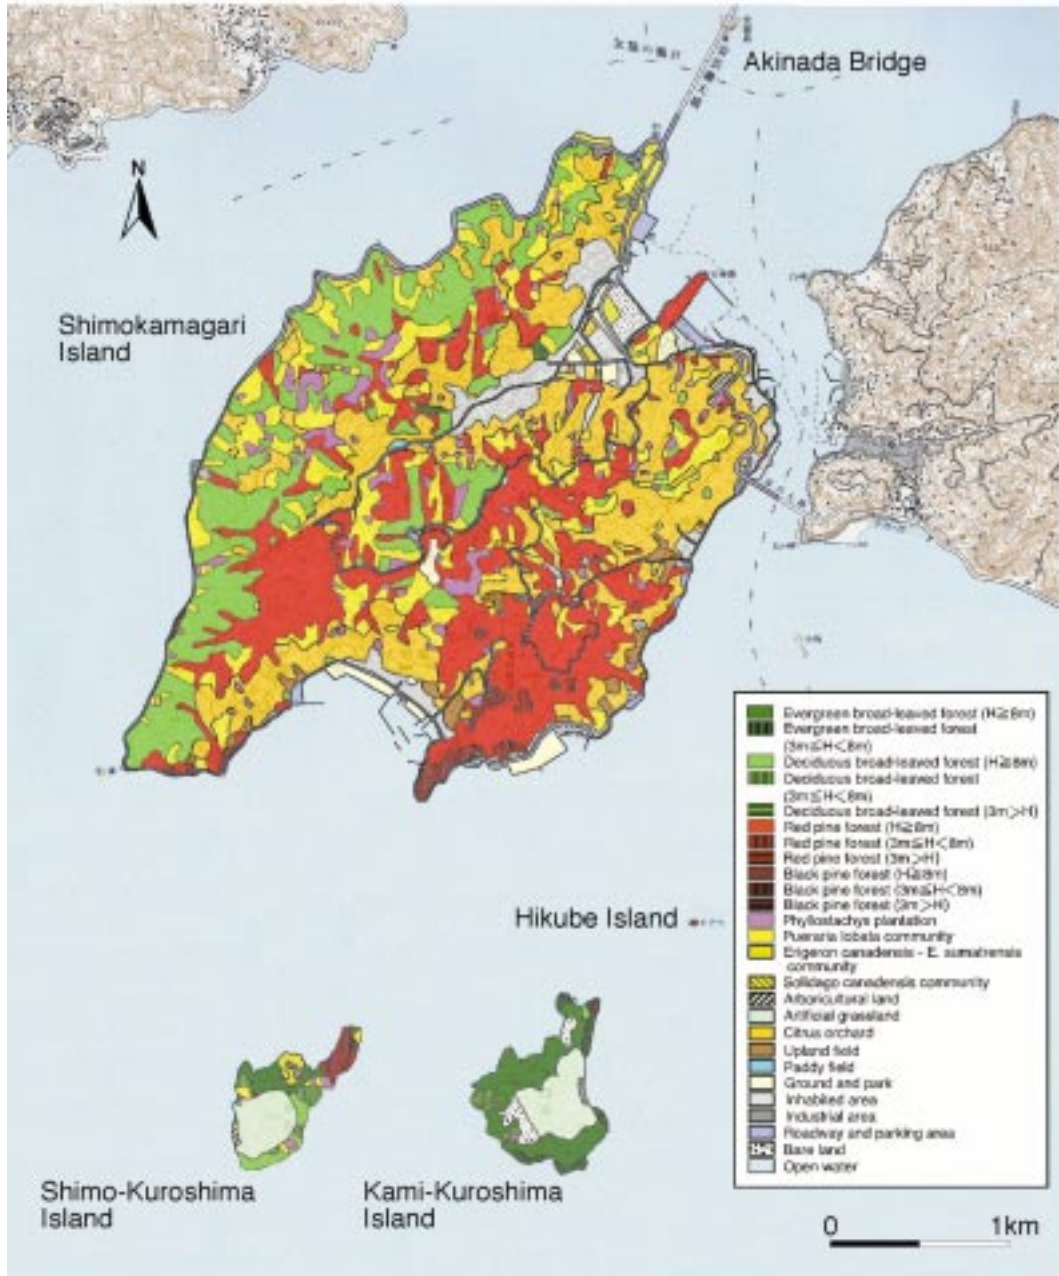 Akinada Bridge
N
Shimokamagari
Island
Hikube Island
Evergreen broad-leaved forest (H≧8m)
Evergreen broad-leaved forest
(3m≦H<8m)
Deciduous broad-leaved forest (H≧8m)
Deciduous broad-leaved forest
(3m≦H<8m)
Deciduous broad-leaved forest (3m>H)
Red pine forest (H≧8m)
Red pine forest (3m≦H<8m)
Red pine forest (3m>H)
Black pine forest (H≧8m)
Black pine forest (3m≦H<8m)
Black pine forest (3m>H)
Phyllostachys plantation
Pueraria lobata community
Erigeron canadensis - E. sumatrensis
community
Solidago canadensis community
Arboricultural land
Artificial grassland
Citrus orchard
Upland field
Paddy field
Ground and park
Inhabited area
Industrial area
Roadway and parking area
Bare land
Open water
Shimo-Kuroshima
Island
Kami-Kuroshima
Island
0 1km